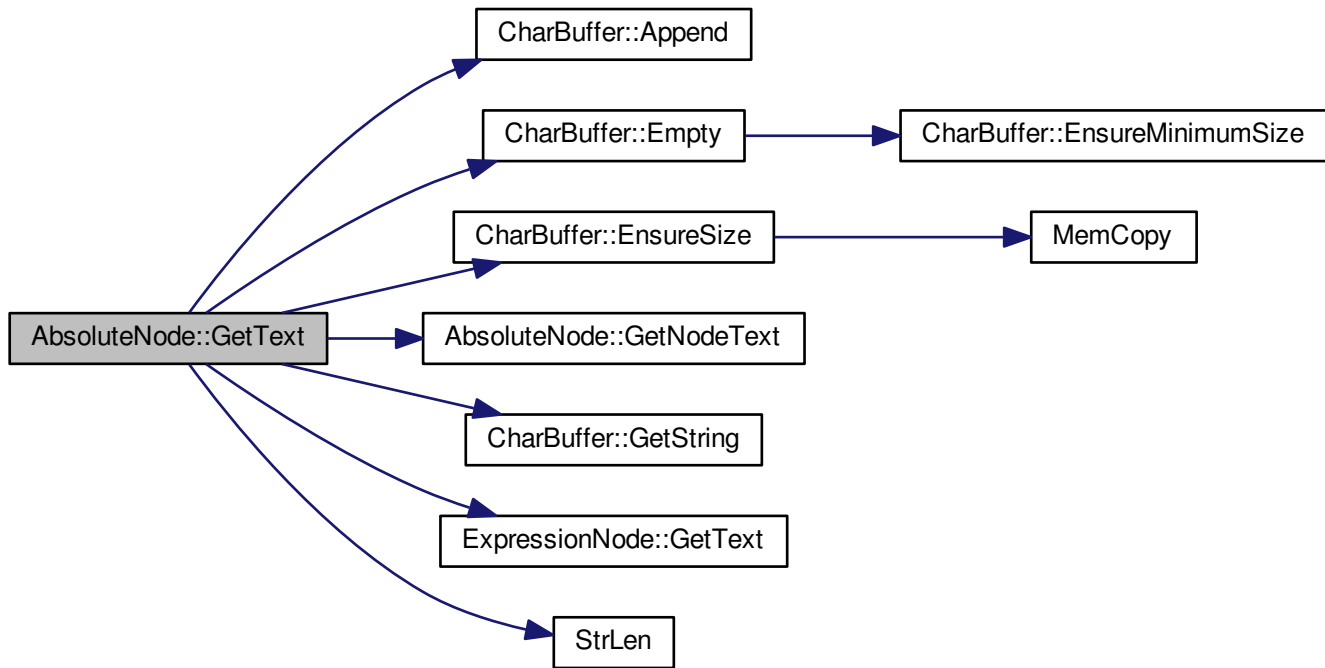 CharBuffer::Append
CharBuffer::Empty
CharBuffer::EnsureMinimumSize
CharBuffer::EnsureSize
MemCopy
AbsoluteNode::GetText
AbsoluteNode::GetNodeText
CharBuffer::GetString
ExpressionNode::GetText
StrLen